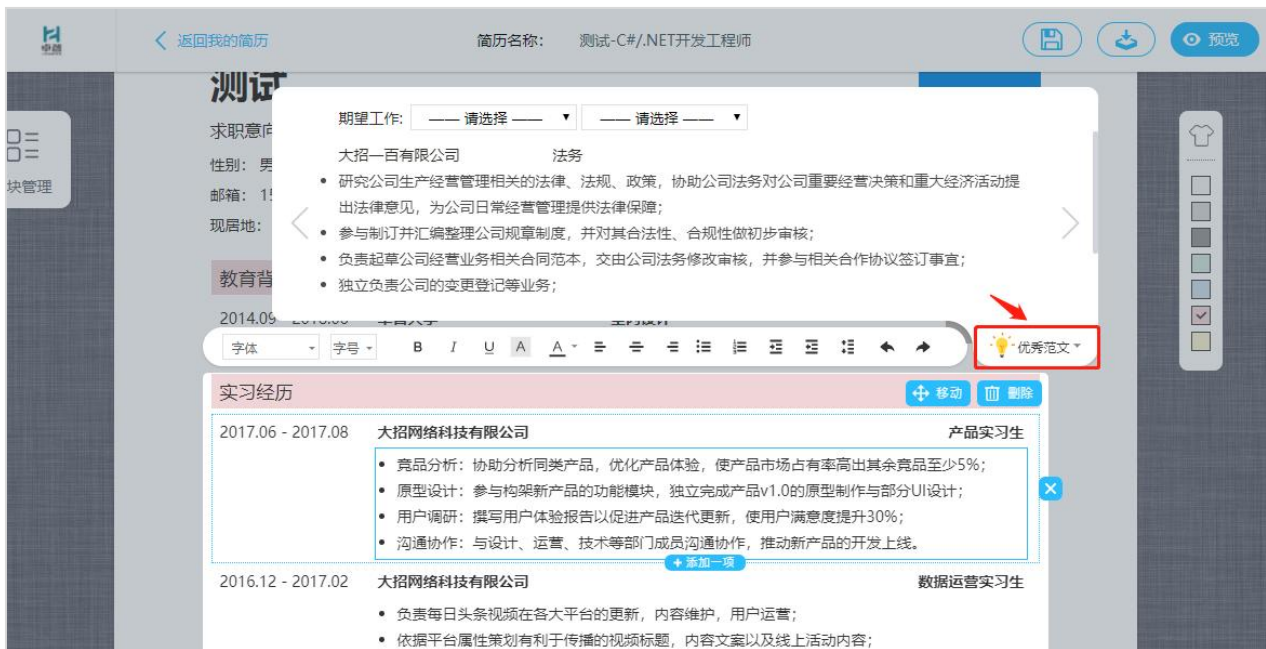 卓越
返回我的简历
简历名称: 测试-C#/.NET开发工程师
预览
测试
求职意向
性别: 男
邮箱: 15
现居地:
教育背
2014.09
块管理
期望工作: —— 请选择 —— —— 请选择 ——
大招一百有限公司 法务
• 研究公司生产经营管理相关的法律、法规、政策，协助公司法务对公司重要经营决策和重大经济活动提
出法律意见，为公司日常经营管理提供法律保障；
• 参与制订并汇编整理公司规章制度，并对其合法性、合规性做初步审核；
• 负责起草公司经营业务相关合同范本，交由公司法务修改审核，并参与相关合作协议签订事宜；
• 独立负责公司的变更登记等业务；
字体 字号 B I U A A 优秀范文
实习经历 移动 删除
2017.06 - 2017.08 大招网络科技有限公司 产品实习生
• 竞品分析：协助分析同类产品，优化产品体验，使产品市场占有率高出其余竞品至少5%；
• 原型设计：参与构架新产品的功能模块，独立完成产品v1.0的原型制作与部分UI设计；
• 用户调研：撰写用户体验报告以促进产品迭代更新，使用户满意度提升30%；
• 沟通协作：与设计、运营、技术等部门成员沟通协作，推动新产品的开发上线。
+ 添加一项
2016.12 - 2017.02 大招网络科技有限公司 数据运营实习生
• 负责每日头条视频在各大平台的更新，内容维护，用户运营；
• 依据平台属性策划有利于传播的视频标题，内容文案以及线上活动内容；